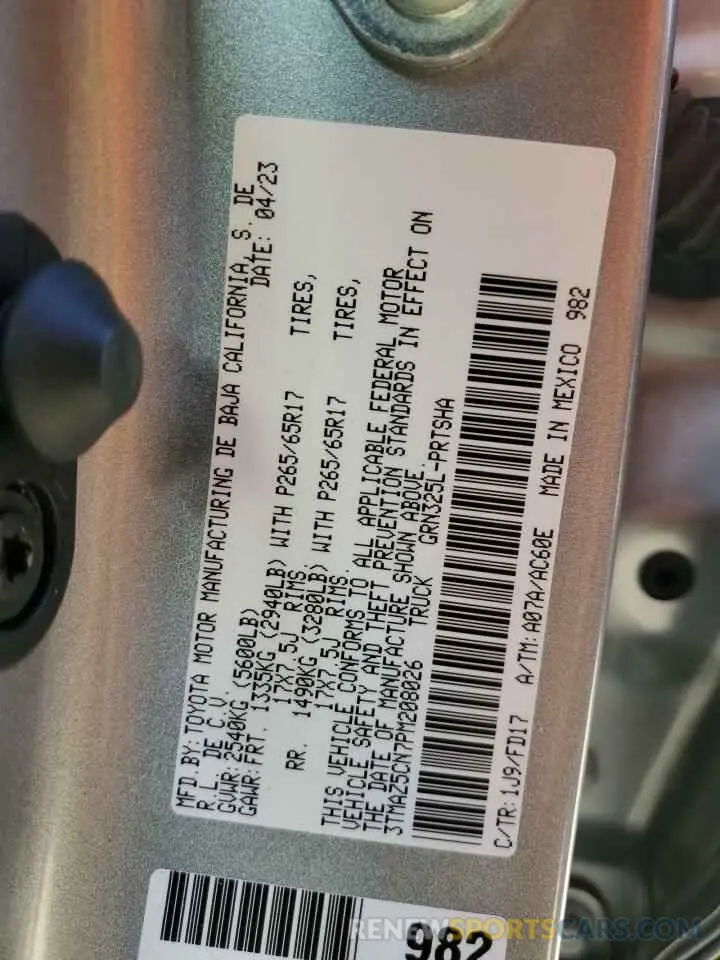 MFD.BY:TOYOTA MOTOR MANUFACTURING DE BAJA CALIFORNIA, S. DE
R.L. DE C.V. DATE: 04/23
GVWR:2540KG (5600LB)
GAWR:FRT. 1335KG (2940LB) WITH P265/65R17 TIRES,
17X7.5J RIMS.
RR. 1490KG (3280LB) WITH P265/65R17 TIRES,
17X7.5J RIMS.
THIS VEHICLE CONFORMS TO ALL APPLICABLE FEDERAL MOTOR
VEHICLE SAFETY AND THEFT PREVENTION STANDARDS IN EFFECT ON
THE DATE OF MANUFACTURE SHOWN ABOVE.
3TMAZ5CN7PM208026 TRUCK GRN325L-PRTSHA
C/TR:1J9/FD17 A/TM:A07A/AC60E MADE IN MEXICO 982
982
RENEWSPORTSCARS.COM